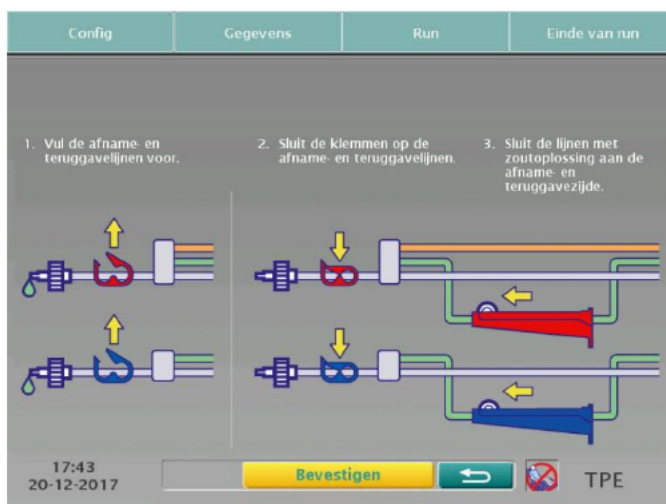 Config
Gegevens
Run
Einde van run
1. Vul de afname- en
teruggavelijnen voor.
2. Sluit de klemmen op de
afname- en teruggavelijnen.
3. Sluit de lijnen met
zoutoplossing aan de
afname- en
teruggavezijde.
17:43
20-12-2017
Bevestigen
TPE